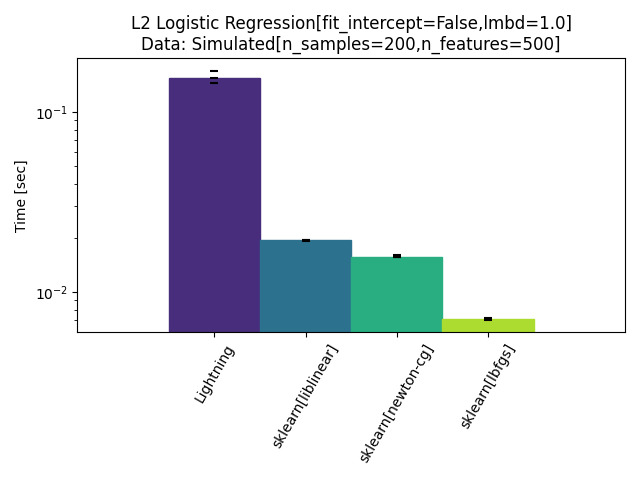 L2 Logistic Regression[fit_intercept=False,lmbd=1.0]
Data: Simulated[n_samples=200,n_features=500]
Time [sec]
10⁻¹
10⁻²
Lightning
sklearn[liblinear]
sklearn[newton-cg]
sklearn[lbfgs]